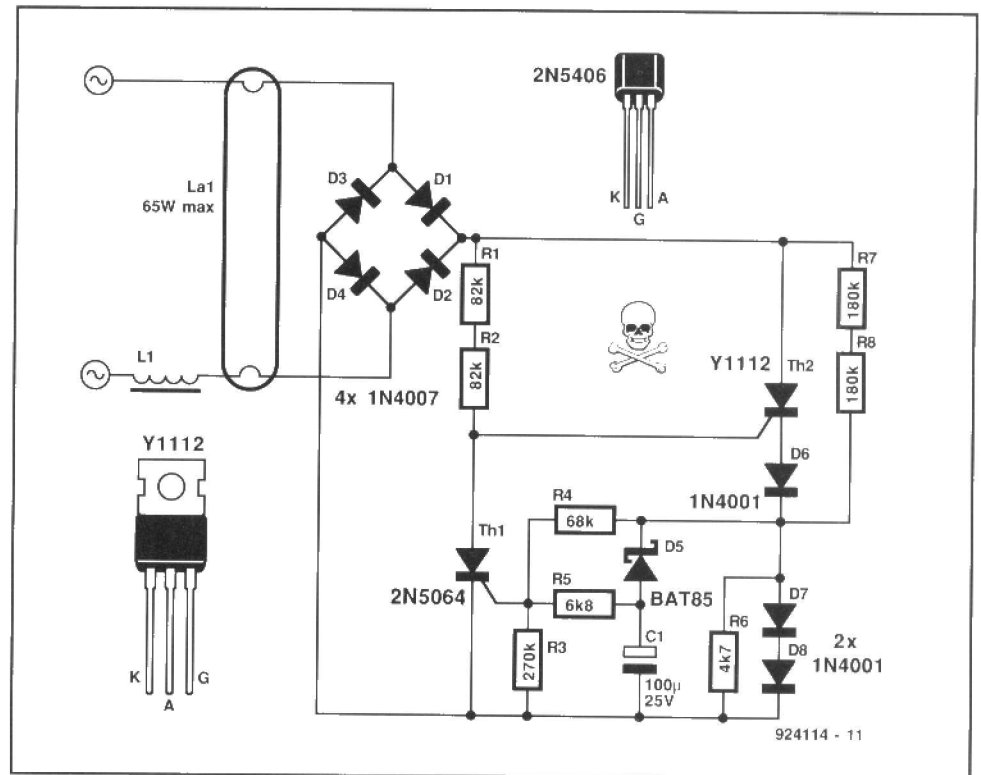 2N5406
K
G
A
La1
65W max
D3
D1
D4
D2
R1
82k
R2
82k
R7
180k
R8
180k
L1
4x 1N4007
Y1112
Th2
D6
1N4001
Y1112
K
A
G
Th1
2N5064
R4
68k
D5
BAT85
R5
6k8
R3
270k
C1
100µ
25V
R6
4k7
D7
D8
2x
1N4001
924114 - 11